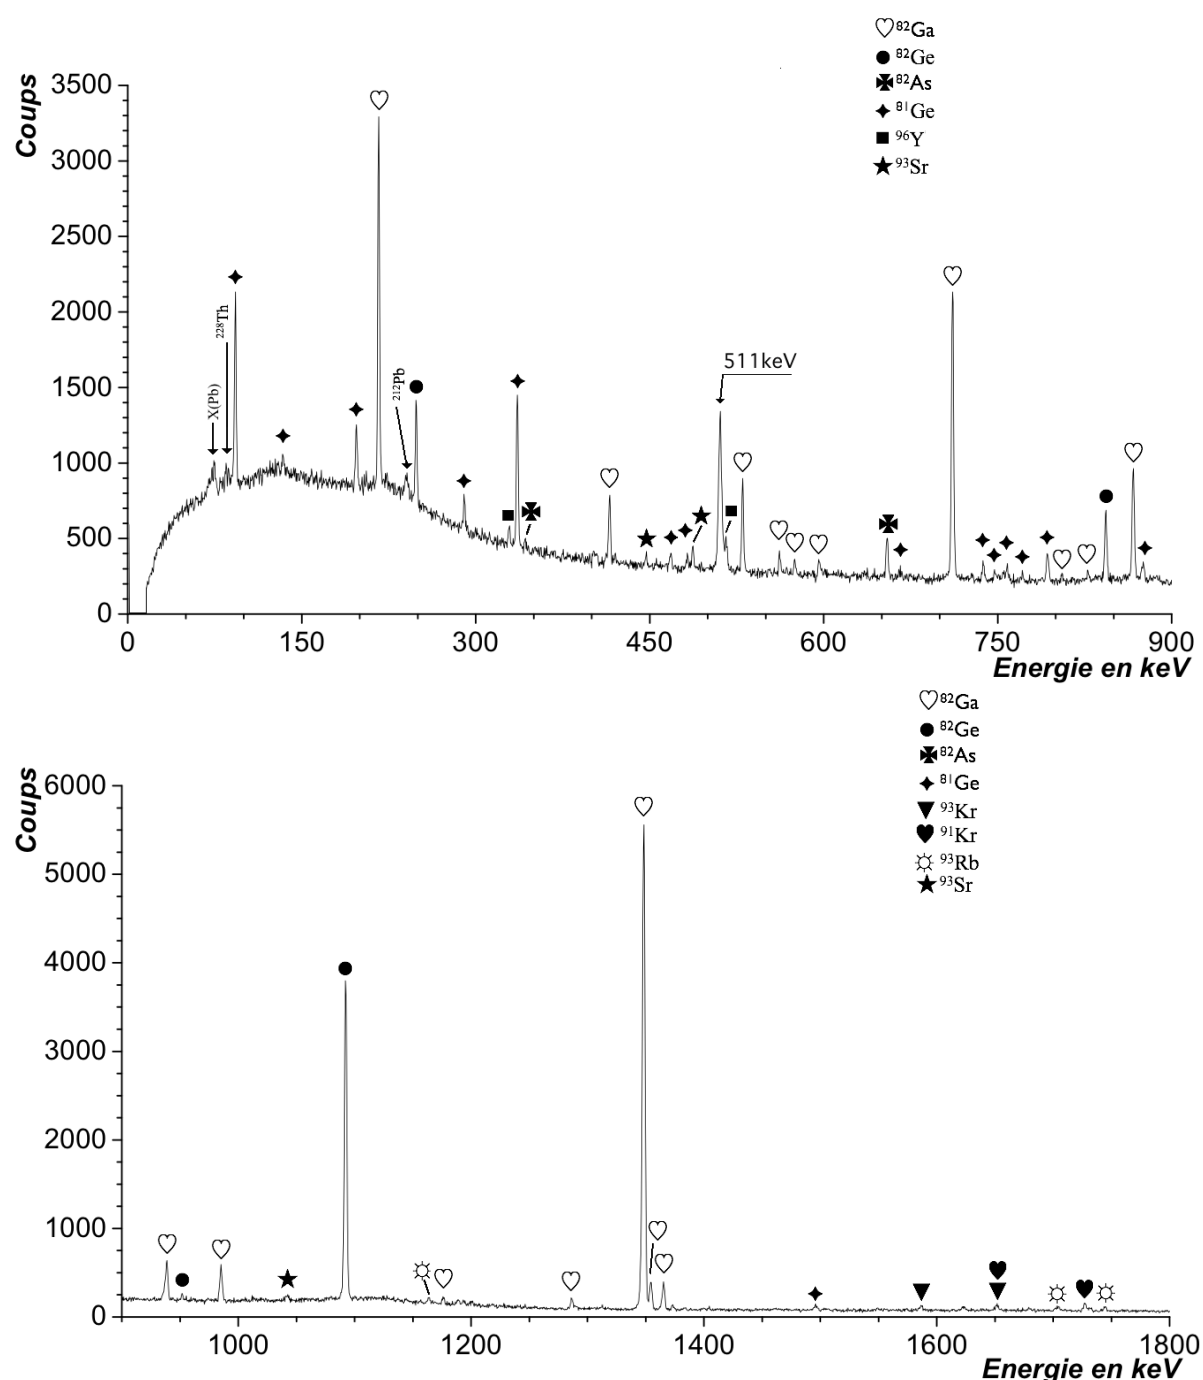 ⁸²Ga
⁸²Ge
⁸²As
⁸¹Ge
⁹⁶Y
⁹³Sr
Coups
3500
3000
2500
2000
1500
1000
500
0
X(Pb)
²²⁸Th
²¹²Pb
511keV
0 150 300 450 600 750 900
Energie en keV
⁸²Ga
⁸²Ge
⁸²As
⁸¹Ge
⁹³Kr
⁹¹Kr
⁹³Rb
⁹³Sr
Coups
6000
5000
4000
3000
2000
1000
0
1000 1200 1400 1600 1800
Energie en keV